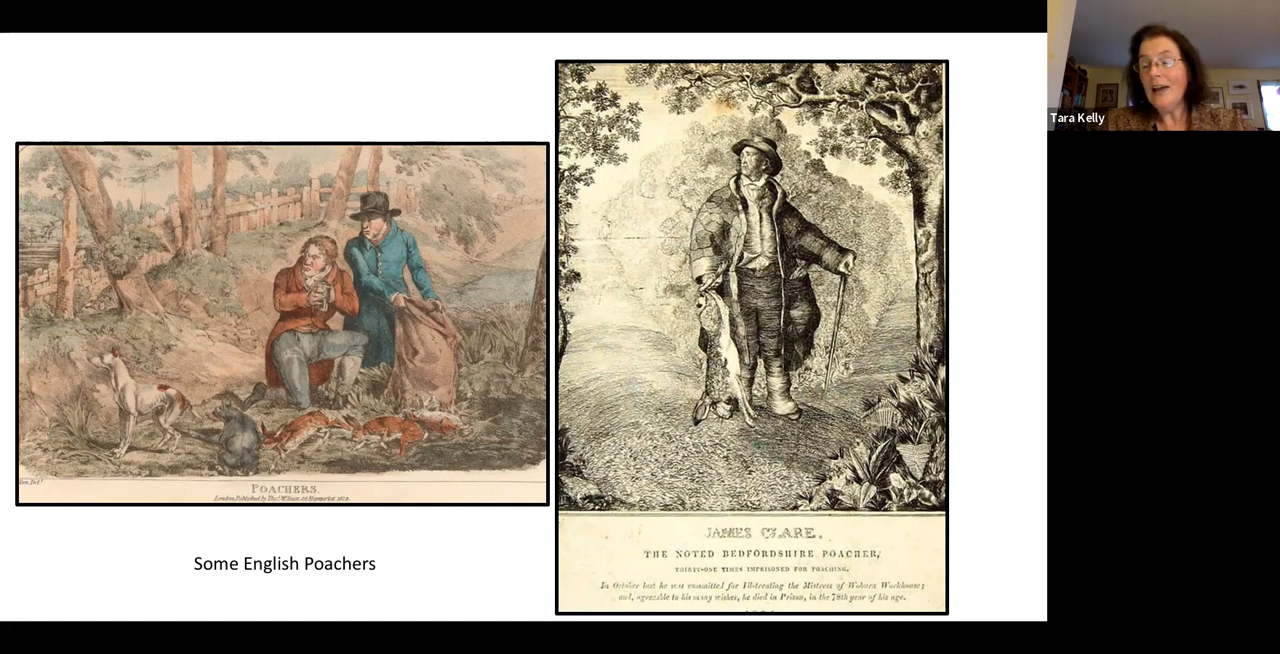 Tara Kelly
POACHERS.
Some English Poachers
JAMES CLARE.
THE NOTED BEDFORDSHIRE POACHER,
THIRTY-ONE TIMES IMPRISONED FOR POACHING.
In October last he was committed for Ill-treating the Mistress of Woburn Workhouse;
and, agreeable to his many wishes, he died in Prison, in the 78th year of his age.